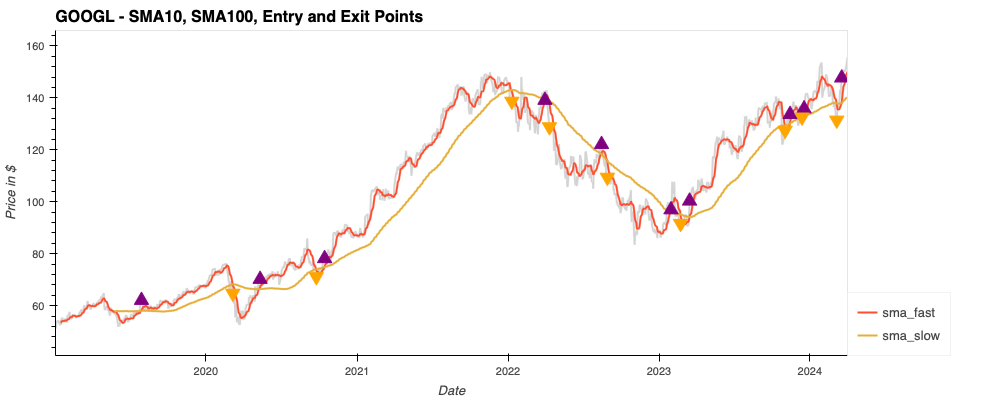 GOOGL - SMA10, SMA100, Entry and Exit Points
160
140
120
100
80
60
Price in $
2020
2021
2022
2023
2024
Date
sma_fast
sma_slow